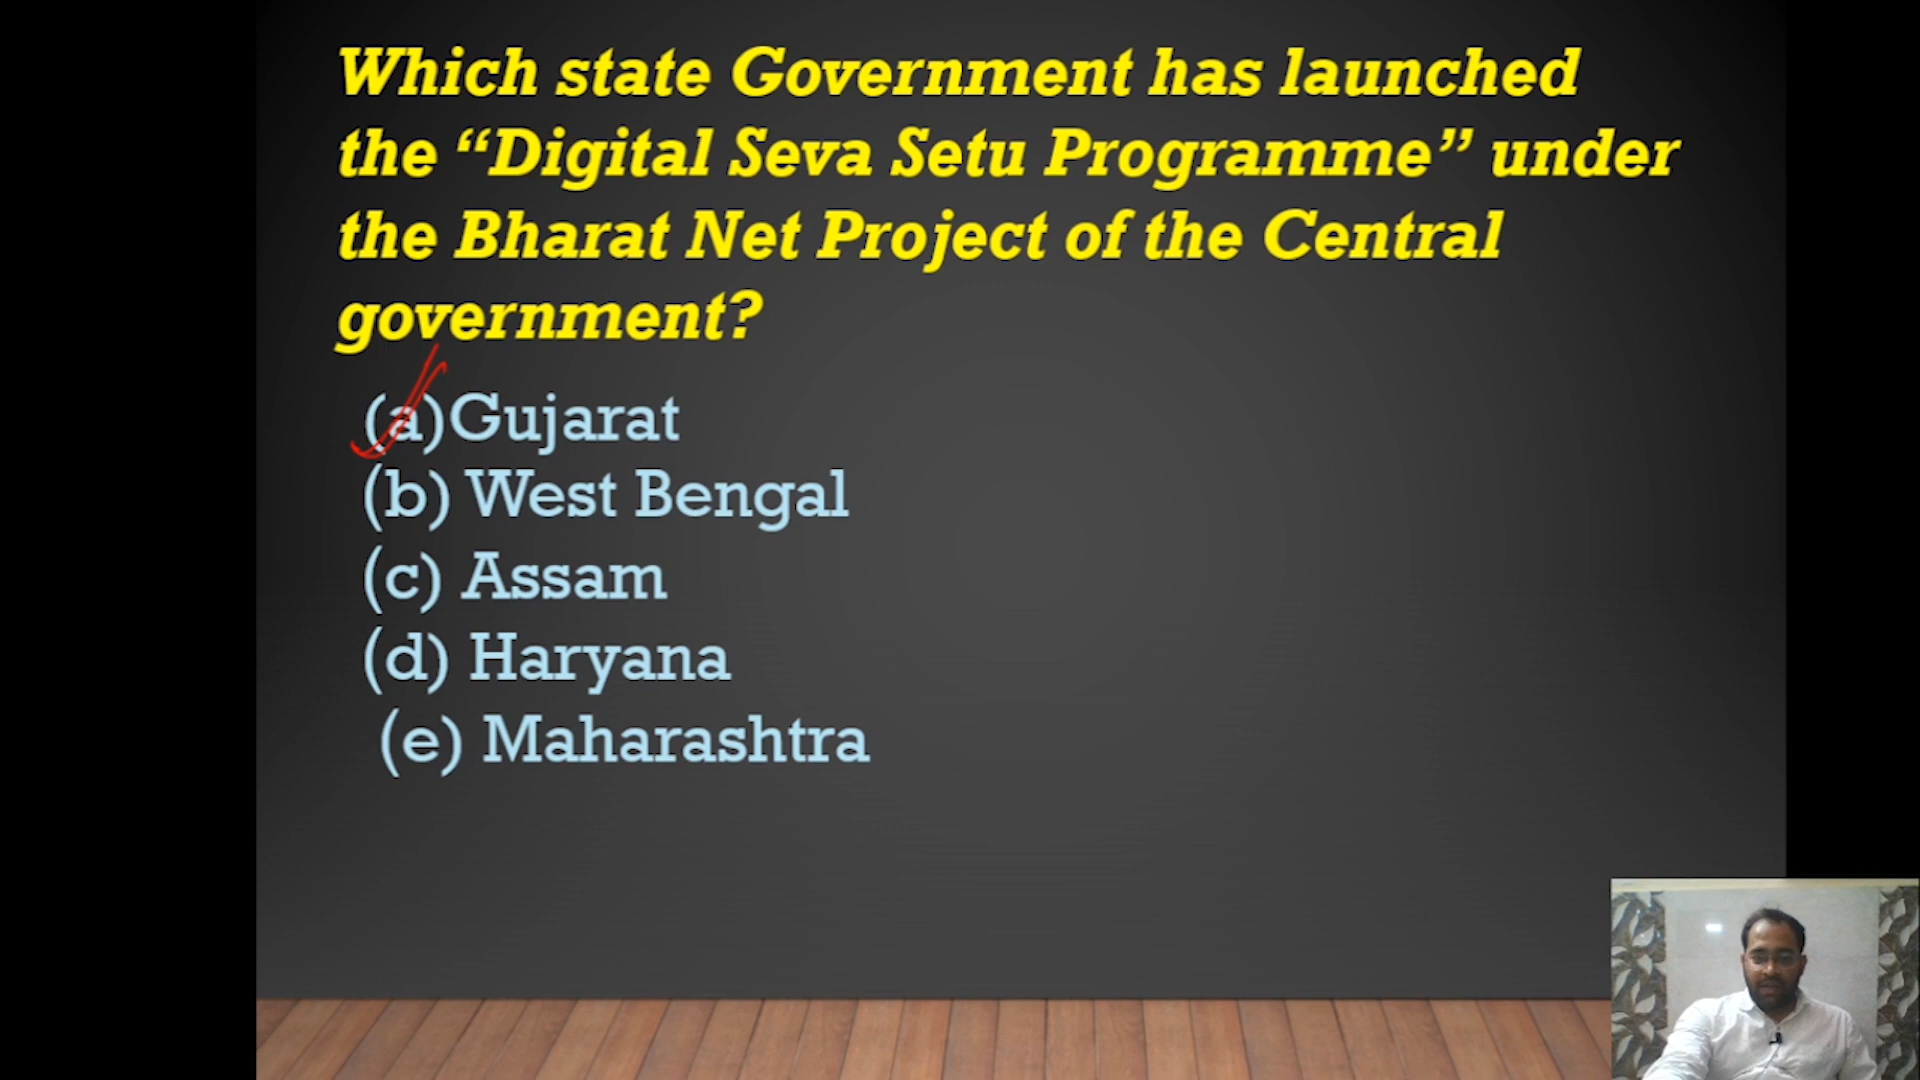 Which state Government has launched
the “Digital Seva Setu Programme” under
the Bharat Net Project of the Central
government?
(a)Gujarat
(b) West Bengal
(c) Assam
(d) Haryana
(e) Maharashtra